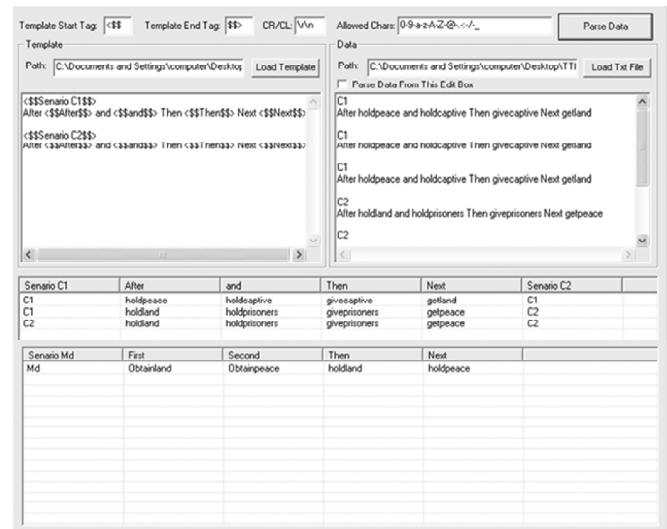 Template Start Tag: <$$ Template End Tag: $$> CR/CL: \r\n Allowed Chars: 0-9-a-z-A-Z-@-.-:-/-_ Parse Data
Template
Path: C:\Documents and Settings\computer\Desktop Load Template
<$$Senario C1$$>
After <$$After$$> and <$$and$$> Then <$$Then$$> Next <$$Next$$>
<$$Senario C2$$>
After <$$After$$> and <$$and$$> Then <$$Then$$> Next <$$Next$$>
Data
Path: C:\Documents and Settings\computer\Desktop\TTI Load Txt File
Parse Data From This Edit Box
C1
After holdpeace and holdcaptive Then givecaptive Next getland
C1
After holdpeace and holdcaptive Then givecaptive Next getland
C1
After holdpeace and holdcaptive Then givecaptive Next getland
C2
After holdland and holdprisoners Then giveprisoners Next getpeace
C2
Senario C1 After and Then Next Senario C2
C1 holdpeace holdcaptive givecaptive getland C1
C1 holdland holdprisoners giveprisoners getpeace C2
C2 holdland holdprisoners giveprisoners getpeace C2
Senario Md First Second Then Next
Md Obtainland Obtainpeace holdland holdpeace